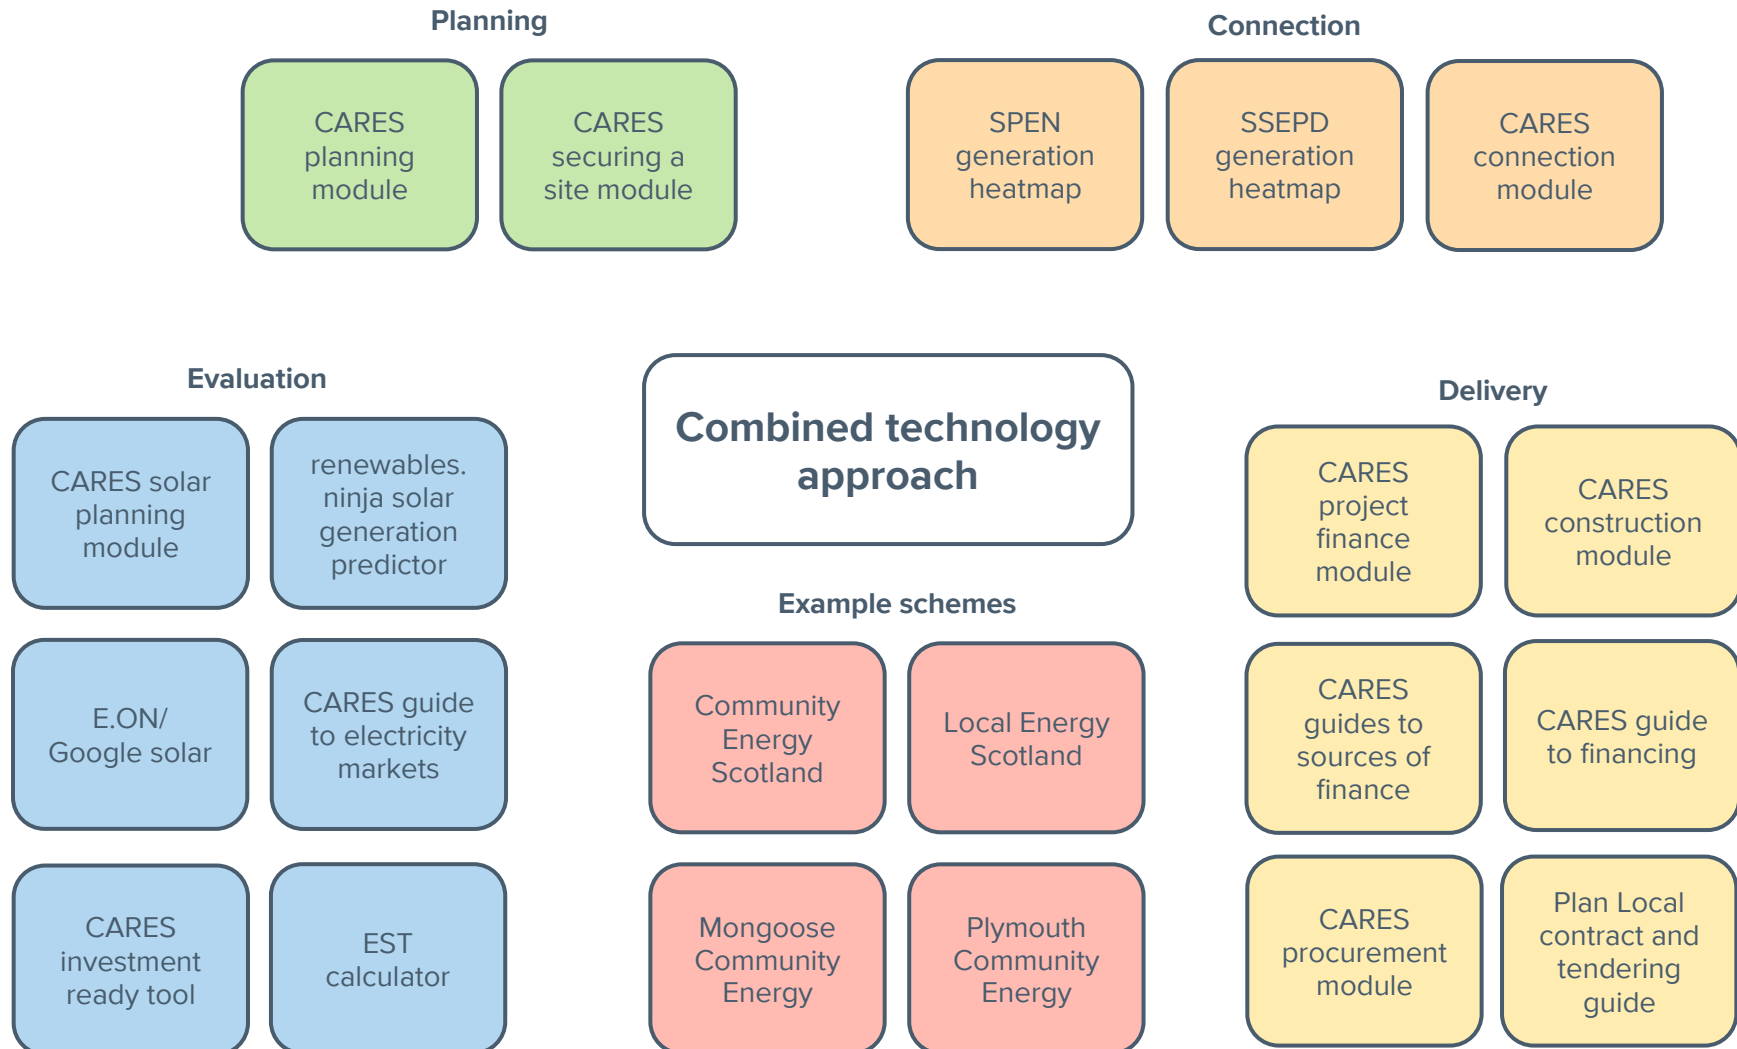 Planning
CARES
planning
module
CARES
securing a
site module
Connection
SPEN
generation
heatmap
SSEPD
generation
heatmap
CARES
connection
module
Evaluation
CARES solar
planning
module
renewables.
ninja solar
generation
predictor
E.ON/
Google solar
CARES guide
to electricity
markets
CARES
investment
ready tool
EST
calculator
Combined technology
approach
Example schemes
Community
Energy
Scotland
Local Energy
Scotland
Mongoose
Community
Energy
Plymouth
Community
Energy
Delivery
CARES
project
finance
module
CARES
construction
module
CARES
guides to
sources of
finance
CARES guide
to financing
CARES
procurement
module
Plan Local
contract and
tendering
guide